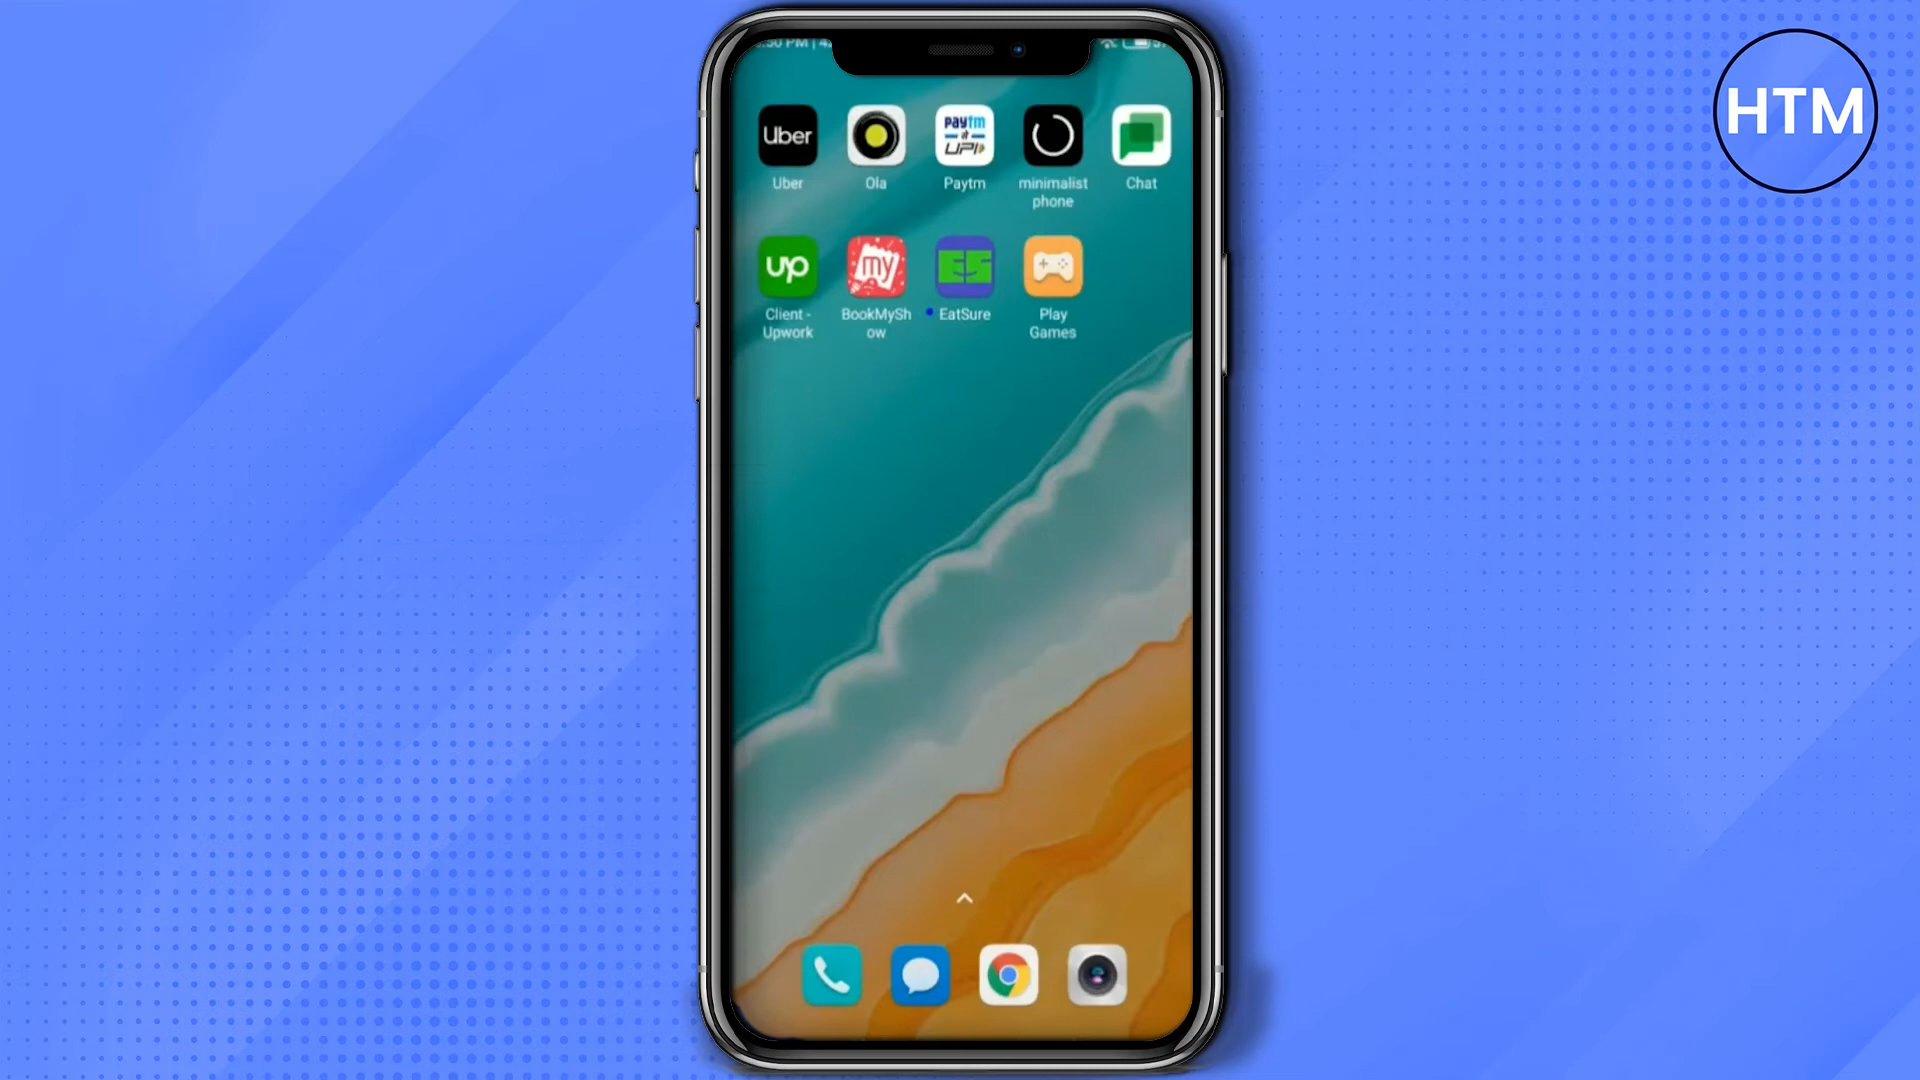 HTM
Uber
paytm
से
UPI
Uber
Ola
Paytm
minimalist
phone
Chat
up
my
ES
Client -
Upwork
BookMySh
ow
EatSure
Play
Games